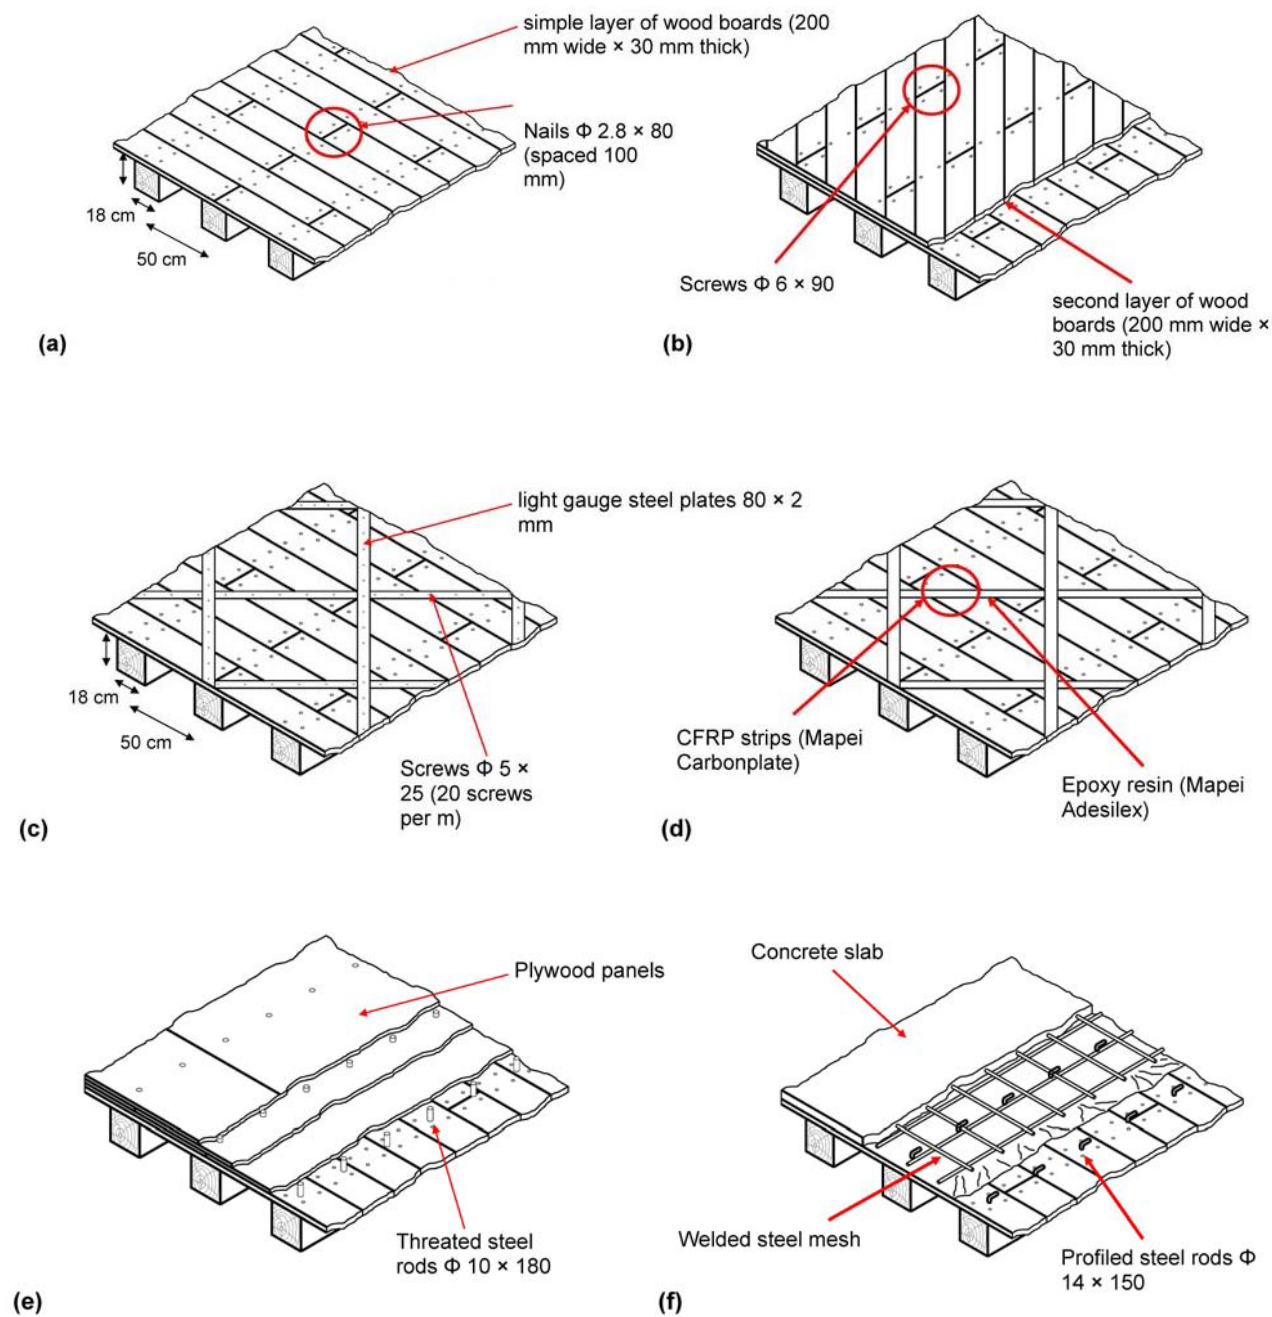 simple layer of wood boards (200
mm wide × 30 mm thick)
Nails Φ 2.8 × 80
(spaced 100
mm)
18 cm
50 cm
(a)
Screws Φ 6 × 90
second layer of wood
boards (200 mm wide ×
30 mm thick)
(b)
light gauge steel plates 80 × 2
mm
18 cm
50 cm
Screws Φ 5 ×
25 (20 screws
per m)
(c)
CFRP strips (Mapei
Carbonplate)
Epoxy resin (Mapei
Adesilex)
(d)
Plywood panels
Threated steel
rods Φ 10 × 180
(e)
Concrete slab
Welded steel mesh
Profiled steel rods Φ
14 × 150
(f)